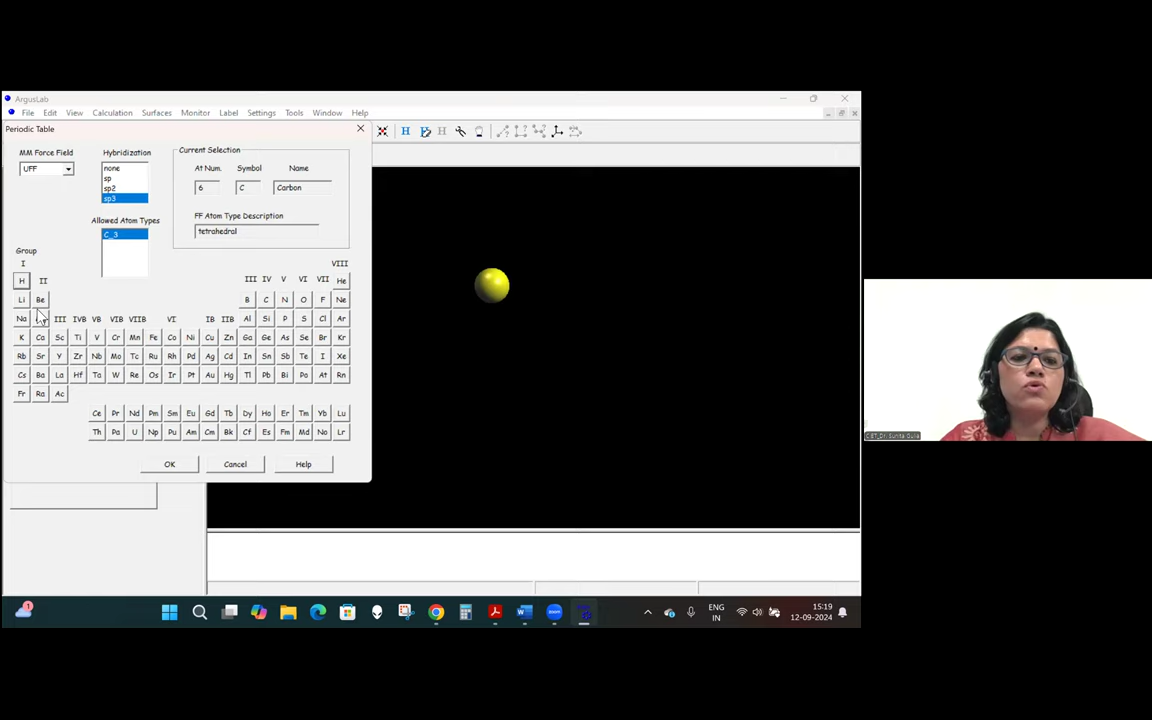 ArgusLab
File Edit View Calculation Surfaces Monitor Label Settings Tools Window Help
Periodic Table
H H
MM Force Field Hybridization Current Selection
UFF none At Num. Symbol Name
sp
sp2 6 C Carbon
sp3
FF Atom Type Description
Allowed Atom Types tetrahedral
C_3
Group
I VIII
H II III IV V VI VII He
Li Be B C N O F Ne
Na III IVB VB VIB VIIB VI IB IIB Al Si P S Cl Ar
K Ca Sc Ti V Cr Mn Fe Co Ni Cu Zn Ga Ge As Se Br Kr
Rb Sr Y Zr Nb Mo Tc Ru Rh Pd Ag Cd In Sn Sb Te I Xe
Cs Ba La Hf Ta W Re Os Ir Pt Au Hg Tl Pb Bi Po At Rn
Fr Ra Ac
Ce Pr Nd Pm Sm Eu Gd Tb Dy Ho Er Tm Yb Lu
Th Pa U Np Pu Am Cm Bk Cf Es Fm Md No Lr
OK Cancel Help
1
ENG
IN
15:19
12-09-2024